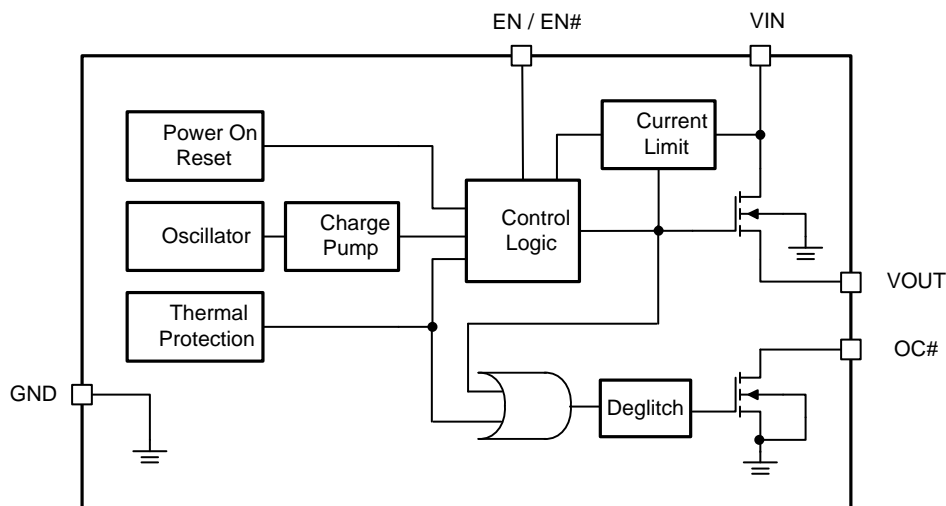 EN / EN#
VIN
Power On
Reset
Current
Limit
Oscillator
Charge
Pump
Control
Logic
VOUT
Thermal
Protection
OC#
GND
Deglitch